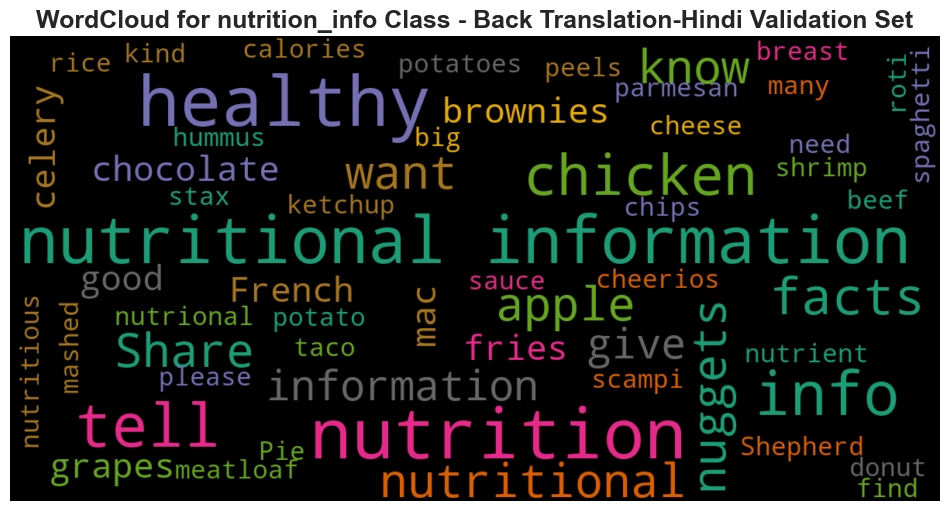 WordCloud for nutrition_info Class - Back Translation-Hindi Validation Set
rice
kind
calories
potatoes
peels
know
breast
many
roti
spaghetti
celery
healthy
brownies
parmesan
cheese
hummus
big
need
chocolate
want
chicken
shrimp
stax
ketchup
chips
beef
nutritional information
good
French
mac
sauce
cheerios
apple
facts
nutritious
mashed
nutrional
potato
Share
taco
fries
give
nuggets
nutrient
please
information
scampi
info
tell
nutrition
Pie
Shepherd
grapes
meatloaf
nutritional
donut
find